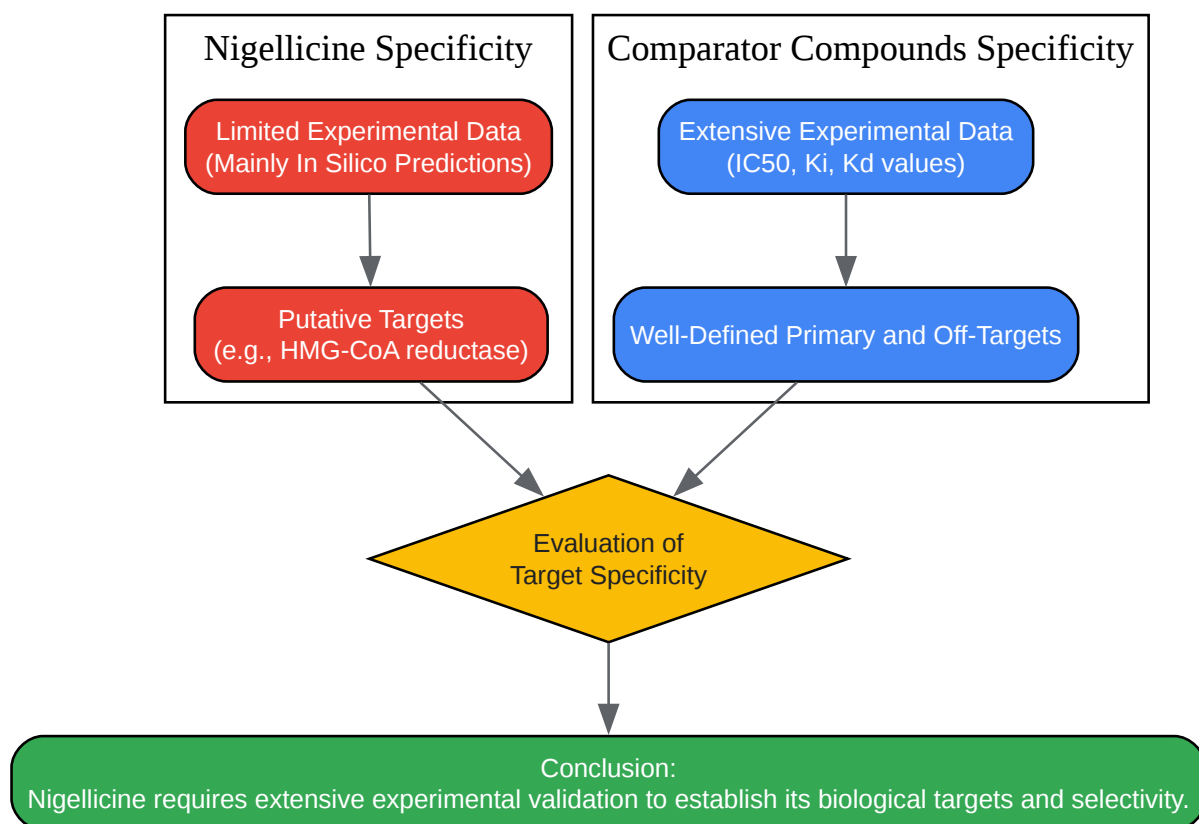 Nigellicine Specificity
Limited Experimental Data
(Mainly In Silico Predictions)
Putative Targets
(e.g., HMG-CoA reductase)
Comparator Compounds Specificity
Extensive Experimental Data
(IC50, Ki, Kd values)
Well-Defined Primary and Off-Targets
Evaluation of
Target Specificity
Conclusion:
Nigellicine requires extensive experimental validation to establish its biological targets and selectivity.